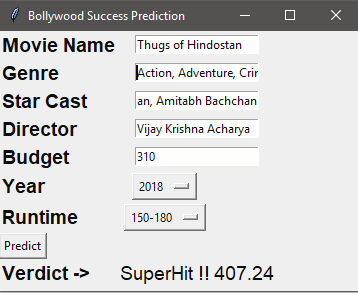 Bollywood Success Prediction
Movie Name Thugs of Hindostan
Genre Action, Adventure, Crir
Star Cast an, Amitabh Bachchan
Director Vijay Krishna Acharya
Budget 310
Year 2018
Runtime 150-180
Predict
Verdict -> SuperHit !! 407.24